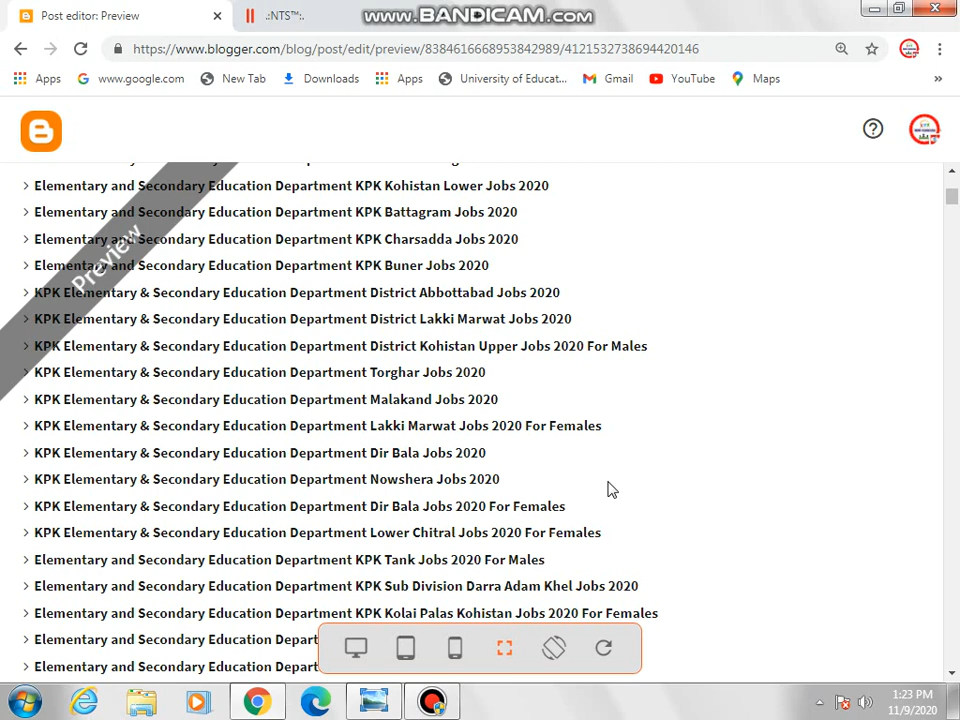 Post editor: Preview
.:NTS™:.
WWW.BANDICAM.COM
https://www.blogger.com/blog/post/edit/preview/8384616668953842989/4121532738694420146
Apps
www.google.com
New Tab
Downloads
Apps
University of Educat...
Gmail
YouTube
Maps
»
Preview
Elementary and Secondary Education Department KPK Kohistan Lower Jobs 2020
Elementary and Secondary Education Department KPK Battagram Jobs 2020
Elementary and Secondary Education Department KPK Charsadda Jobs 2020
Elementary and Secondary Education Department KPK Buner Jobs 2020
KPK Elementary & Secondary Education Department District Abbottabad Jobs 2020
KPK Elementary & Secondary Education Department District Lakki Marwat Jobs 2020
KPK Elementary & Secondary Education Department District Kohistan Upper Jobs 2020 For Males
KPK Elementary & Secondary Education Department Torghar Jobs 2020
KPK Elementary & Secondary Education Department Malakand Jobs 2020
KPK Elementary & Secondary Education Department Lakki Marwat Jobs 2020 For Females
KPK Elementary & Secondary Education Department Dir Bala Jobs 2020
KPK Elementary & Secondary Education Department Nowshera Jobs 2020
KPK Elementary & Secondary Education Department Dir Bala Jobs 2020 For Females
KPK Elementary & Secondary Education Department Lower Chitral Jobs 2020 For Females
Elementary and Secondary Education Department KPK Tank Jobs 2020 For Males
Elementary and Secondary Education Department KPK Sub Division Darra Adam Khel Jobs 2020
Elementary and Secondary Education Department KPK Kolai Palas Kohistan Jobs 2020 For Females
Elementary and Secondary Education Depart
Elementary and Secondary Education Depart
1:23 PM
11/9/2020